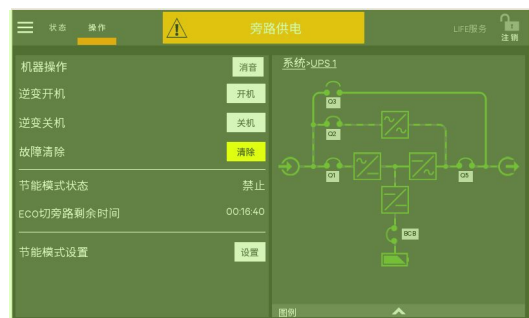 状态 操作 旁路供电 LIFE服务 注销
机器操作 消音
逆变开机 开机
逆变关机 关机
故障清除 清除
节能模式状态 禁止
ECO切旁路剩余时间 00:16:40
节能模式设置 设置
系统>UPS 1
Q3
Q2
Q1
Q5
BCB
图例